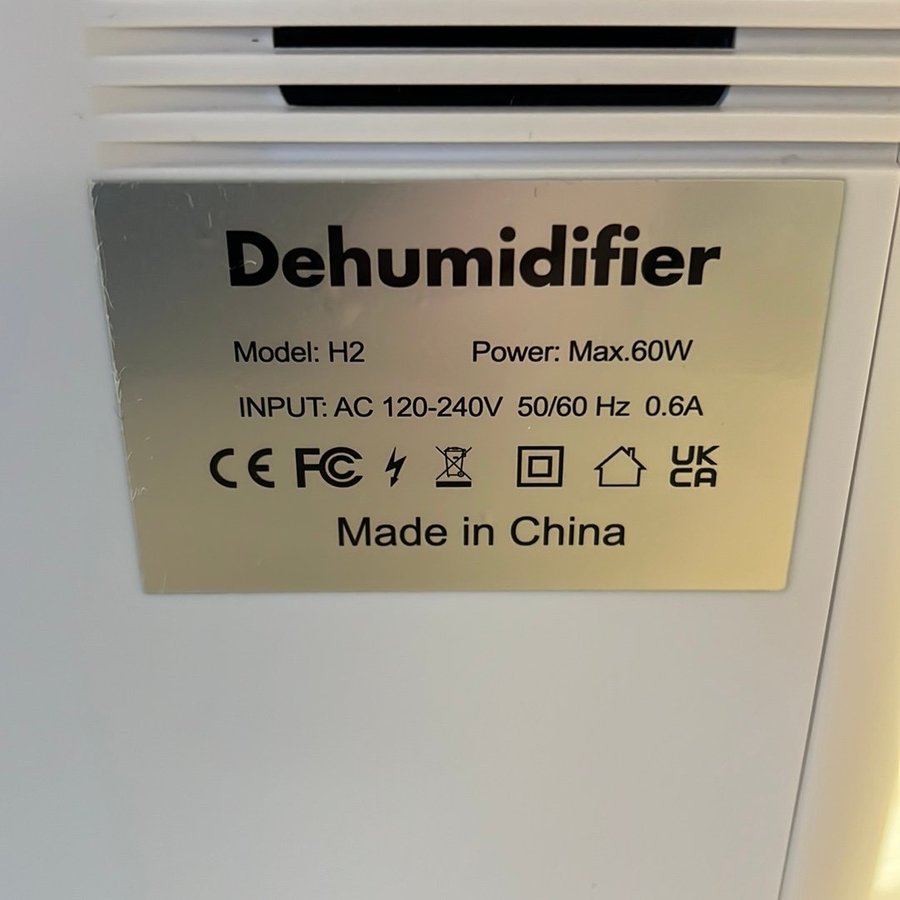 Dehumidifier
Model: H2 Power: Max.60W
INPUT: AC 120-240V 50/60 Hz 0.6A
CE FC UK
CA
Made in China